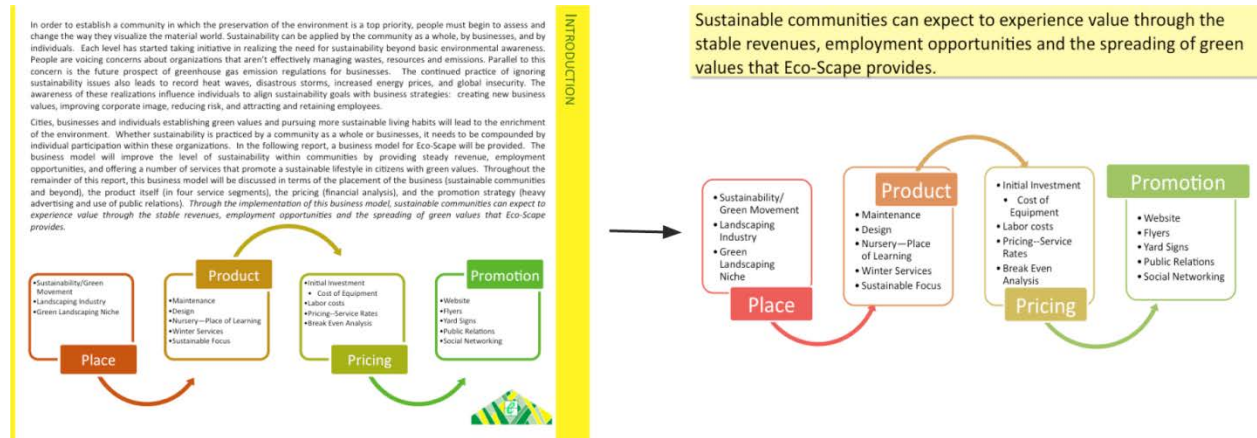 In order to establish a community in which the preservation of the environment is a top priority, people must begin to assess and
change the way they visualize the material world. Sustainability can be applied by the community as a whole, by businesses, and by
individuals. Each level has started taking initiative in realizing the need for sustainability beyond basic environmental awareness.
People are voicing concerns about organizations that aren't effectively managing wastes, resources and emissions. Parallel to this
concern is the future prospect of greenhouse gas emission regulations for businesses. The continued practice of ignoring
sustainability issues also leads to record heat waves, disastrous storms, increased energy prices, and global insecurity. The
awareness of these realizations influence individuals to align sustainability goals with business strategies: creating new business
values, improving corporate image, reducing risk, and attracting and retaining employees.
Cities, businesses and individuals establishing green values and pursuing more sustainable living habits will lead to the enrichment
of the environment. Whether sustainability is practiced by a community as a whole or businesses, it needs to be compounded by
individual participation within these organizations. In the following report, a business model for Eco-Scape will be provided. The
business model will improve the level of sustainability within communities by providing steady revenue, employment
opportunities, and offering a number of services that promote a sustainable lifestyle in citizens with green values. Throughout the
remainder of this report, this business model will be discussed in terms of the placement of the business (sustainable communities
and beyond), the product itself (in four service segments), the pricing (financial analysis), and the promotion strategy (heavy
advertising and use of public relations). Through the implementation of this business model, sustainable communities can expect to
experience value through the stable revenues, employment opportunities and the spreading of green values that Eco-Scape
provides.
INTRODUCTION
•Sustainability/Green
Movement
•Landscaping Industry
•Green Landscaping Niche
Place
Product
•Maintenance
•Design
•Nursery—Place of Learning
•Winter Services
•Sustainable Focus
•Initial Investment
• Cost of Equipment
•Labor costs
•Pricing--Service Rates
•Break Even Analysis
Pricing
Promotion
•Website
•Flyers
•Yard Signs
•Public Relations
•Social Networking
Sustainable communities can expect to experience value through the
stable revenues, employment opportunities and the spreading of green
values that Eco-Scape provides.
• Sustainability/
Green Movement
• Landscaping
Industry
• Green
Landscaping
Niche
Place
Product
• Maintenance
• Design
• Nursery—Place
of Learning
• Winter Services
• Sustainable Focus
• Initial Investment
• Cost of
Equipment
• Labor costs
• Pricing--Service
Rates
• Break Even
Analysis
Pricing
Promotion
• Website
• Flyers
• Yard Signs
• Public Relations
• Social Networking